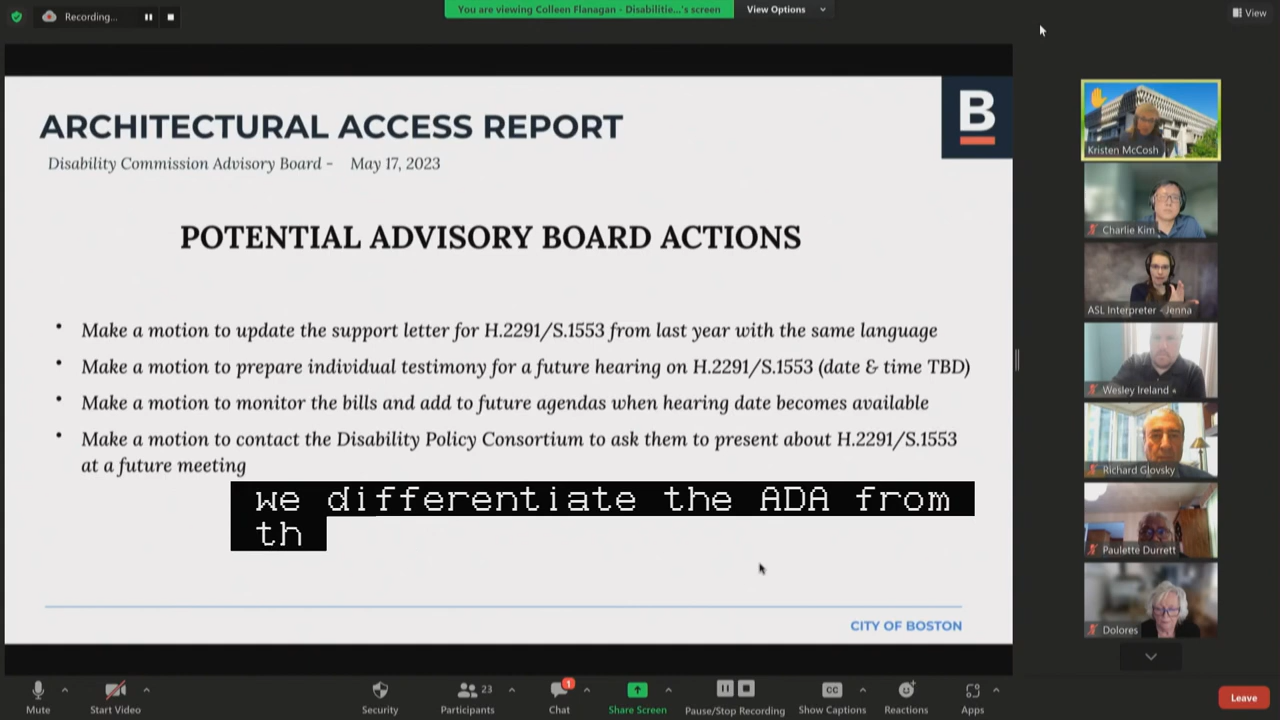 Recording...
You are viewing Colleen Flanagan - Disabilitie...'s screen
View Options
View
ARCHITECTURAL ACCESS REPORT
B
Disability Commission Advisory Board - May 17, 2023
POTENTIAL ADVISORY BOARD ACTIONS
• Make a motion to update the support letter for H.2291/S.1553 from last year with the same language
• Make a motion to prepare individual testimony for a future hearing on H.2291/S.1553 (date & time TBD)
• Make a motion to monitor the bills and add to future agendas when hearing date becomes available
• Make a motion to contact the Disability Policy Consortium to ask them to present about H.2291/S.1553
at a future meeting
we differentiate the ADA from
th
CITY OF BOSTON
Kristen McCosh
Charlie Kim
ASL Interpreter - Jenna
Wesley Ireland
Richard Glovsky
Paulette Durrett
Dolores
Mute
Start Video
Security
Participants
23
Chat
1
Share Screen
Pause/Stop Recording
CC
Show Captions
Reactions
Apps
Leave